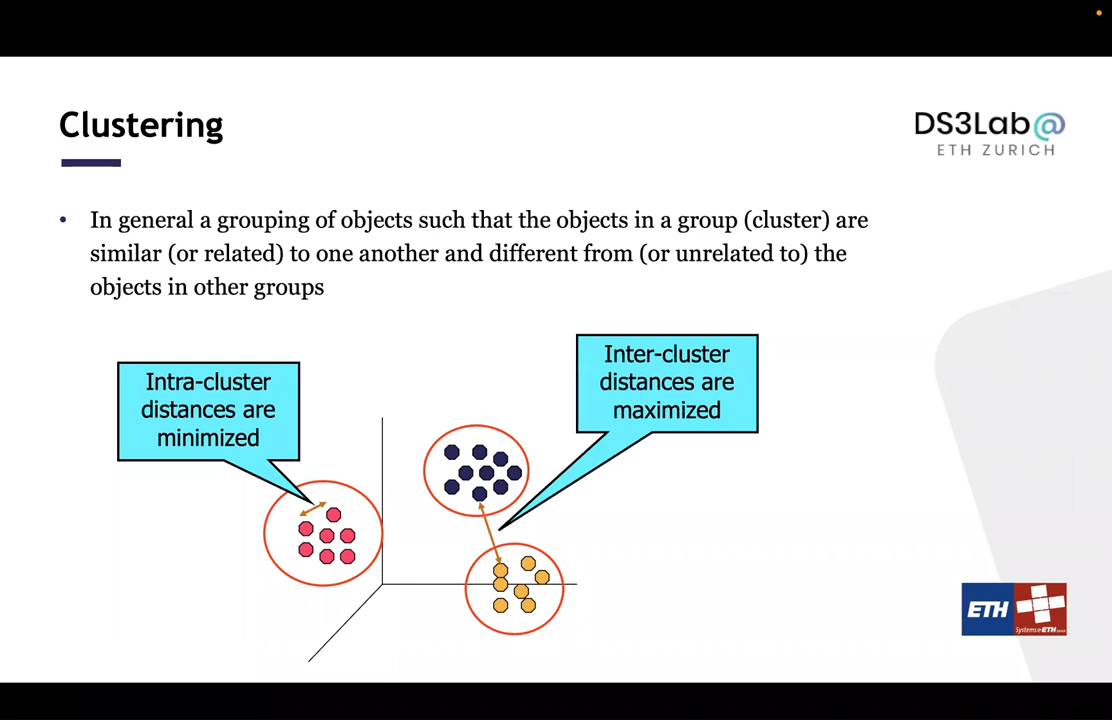 Clustering
DS3Lab@
ETH ZURICH
• In general a grouping of objects such that the objects in a group (cluster) are
similar (or related) to one another and different from (or unrelated to) the
objects in other groups
Intra-cluster
distances are
minimized
Inter-cluster
distances are
maximized
ETH
Systems@ETH